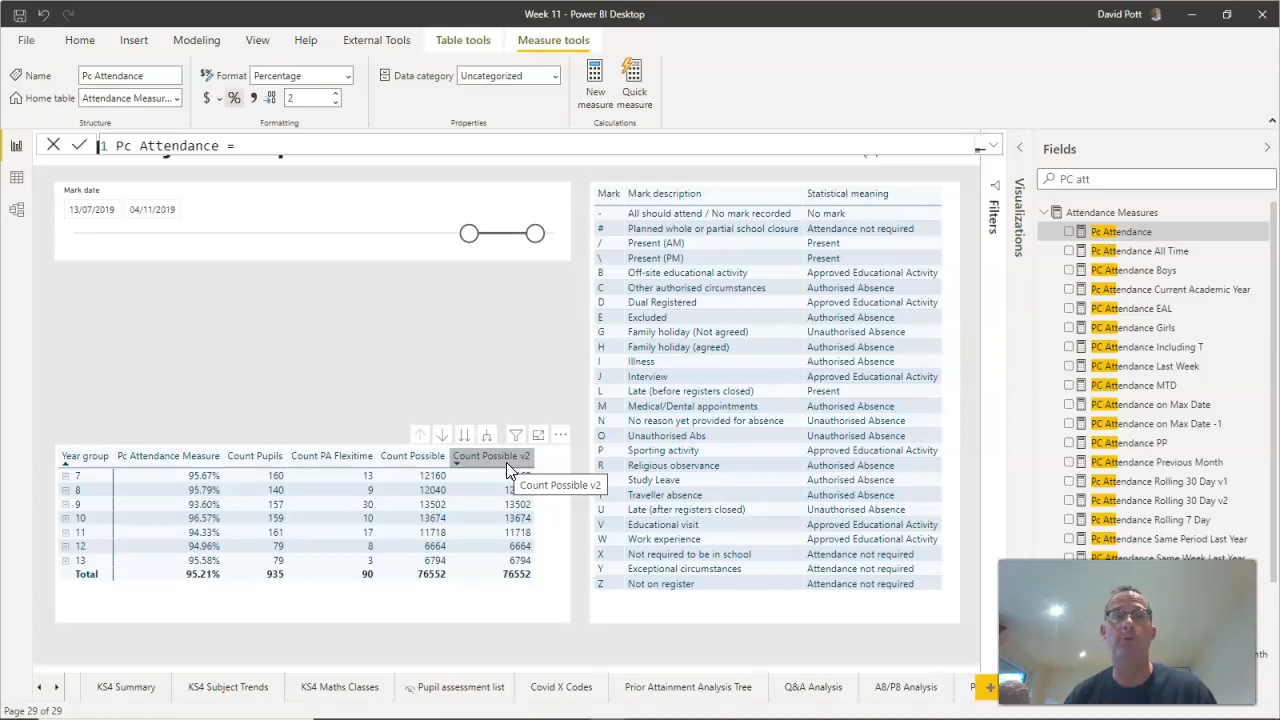 Week 11 - Power BI Desktop
David Pott
File Home Insert Modeling View Help External Tools Table tools Measure tools
Name Pc Attendance
Format Percentage
Data category Uncategorized
Home table Attendance Measur...
$ % 9 .00 2
New measure
Quick measure
Structure Formatting Properties Calculations
1 Pc Attendance =
Mark date
13/07/2019 04/11/2019
Mark Mark description Statistical meaning
- All should attend / No mark recorded No mark
# Planned whole or partial school closure Attendance not required
/ Present (AM) Present
\ Present (PM) Present
B Off-site educational activity Approved Educational Activity
C Other authorised circumstances Authorised Absence
D Dual Registered Approved Educational Activity
E Excluded Authorised Absence
G Family holiday (Not agreed) Unauthorised Absence
H Family holiday (agreed) Authorised Absence
I Illness Authorised Absence
J Interview Approved Educational Activity
L Late (before registers closed) Present
M Medical/Dental appointments Authorised Absence
N No reason yet provided for absence Unauthorised Absence
O Unauthorised Abs Unauthorised Absence
P Sporting activity Approved Educational Activity
R Religious observance Authorised Absence
Study Leave Authorised Absence
Traveller absence Authorised Absence
U Late (after registers closed) Unauthorised Absence
V Educational visit Approved Educational Activity
W Work experience Approved Educational Activity
X Not required to be in school Attendance not required
Y Exceptional circumstances Attendance not required
Z Not on register Attendance not required
Year group Pc Attendance Measure Count Pupils Count PA Flexitime Count Possible Count Possible v2
7 95.67% 160 13 12160
8 95.79% 140 9 12040
9 93.60% 157 30 13502 13502
10 96.57% 159 10 13674 13674
11 94.33% 161 17 11718 11718
12 94.96% 79 8 6664 6664
13 95.58% 79 3 6794 6794
Total 95.21% 935 90 76552 76552
Count Possible v2
Filters
Visualizations
Fields
PC att
Attendance Measures
Pc Attendance
Pc Attendance All Time
PC Attendance Boys
Pc Attendance Current Academic Year
PC Attendance EAL
PC Attendance Girls
PC Attendance Including T
PC Attendance Last Week
PC Attendance MTD
PC Attendance on Max Date
PC Attendance on Max Date -1
PC Attendance PP
PC Attendance Previous Month
PC Attendance Rolling 30 Day v1
PC Attendance Rolling 30 Day v2
Pc Attendance Rolling 7 Day
Pc Attendance Same Period Last Year
Pc Attendance Same Week Last Year
KS4 Summary KS4 Subject Trends KS4 Maths Classes Pupil assessment list Covid X Codes Prior Attainment Analysis Tree Q&A Analysis A8/P8 Analysis
Page 29 of 29